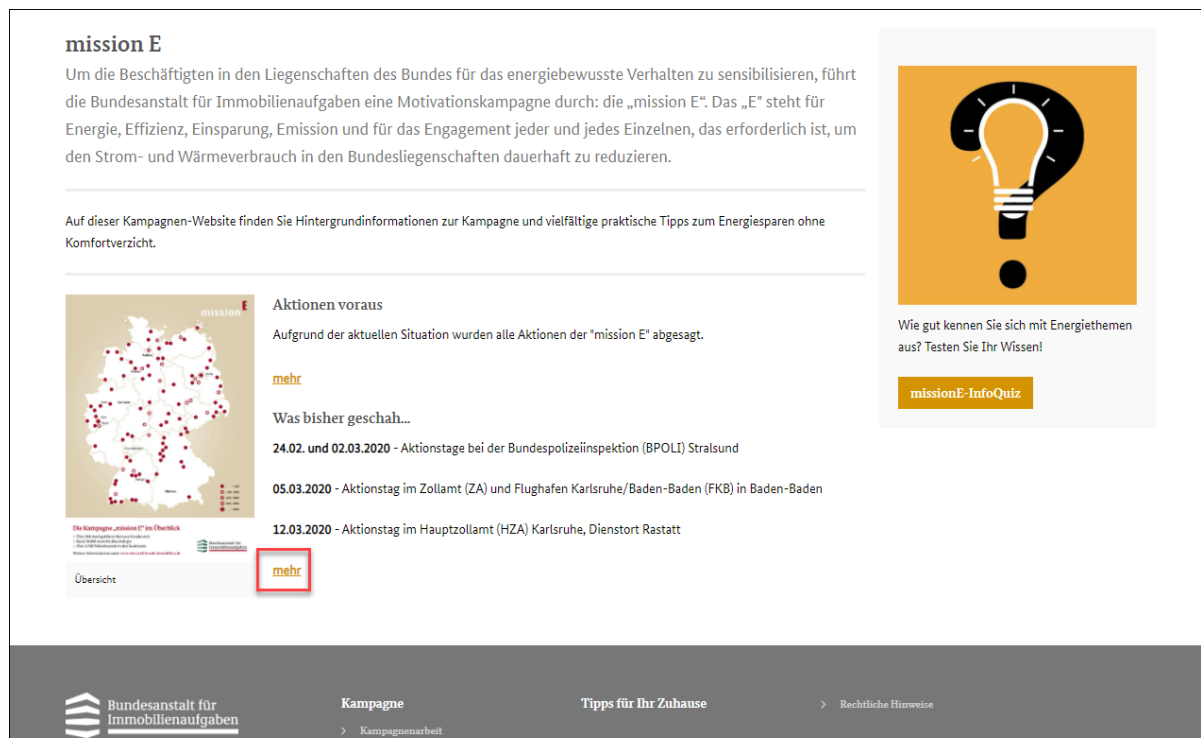 mission E
Um die Beschäftigten in den Liegenschaften des Bundes für das energiebewusste Verhalten zu sensibilisieren, führt
die Bundesanstalt für Immobilienaufgaben eine Motivationskampagne durch: die „mission E“. Das „E" steht für
Energie, Effizienz, Einsparung, Emission und für das Engagement jeder und jedes Einzelnen, das erforderlich ist, um
den Strom- und Wärmeverbrauch in den Bundesliegenschaften dauerhaft zu reduzieren.
Auf dieser Kampagnen-Website finden Sie Hintergrundinformationen zur Kampagne und vielfältige praktische Tipps zum Energiesparen ohne
Komfortverzicht.
mission E
Die Kampagne „mission E“ im Überblick
Bundesanstalt für
Immobilienaufgaben
Übersicht
Aktionen voraus
Aufgrund der aktuellen Situation wurden alle Aktionen der "mission E" abgesagt.
mehr
Was bisher geschah...
24.02. und 02.03.2020 - Aktionstage bei der Bundespolizeiinspektion (BPOLI) Stralsund
05.03.2020 - Aktionstag im Zollamt (ZA) und Flughafen Karlsruhe/Baden-Baden (FKB) in Baden-Baden
12.03.2020 - Aktionstag im Hauptzollamt (HZA) Karlsruhe, Dienstort Rastatt
mehr
Wie gut kennen Sie sich mit Energiethemen
aus? Testen Sie Ihr Wissen!
missionE-InfoQuiz
Bundesanstalt für
Immobilienaufgaben
Kampagne
> Kampagnenarbeit
Tipps für Ihr Zuhause
> Rechtliche Hinweise